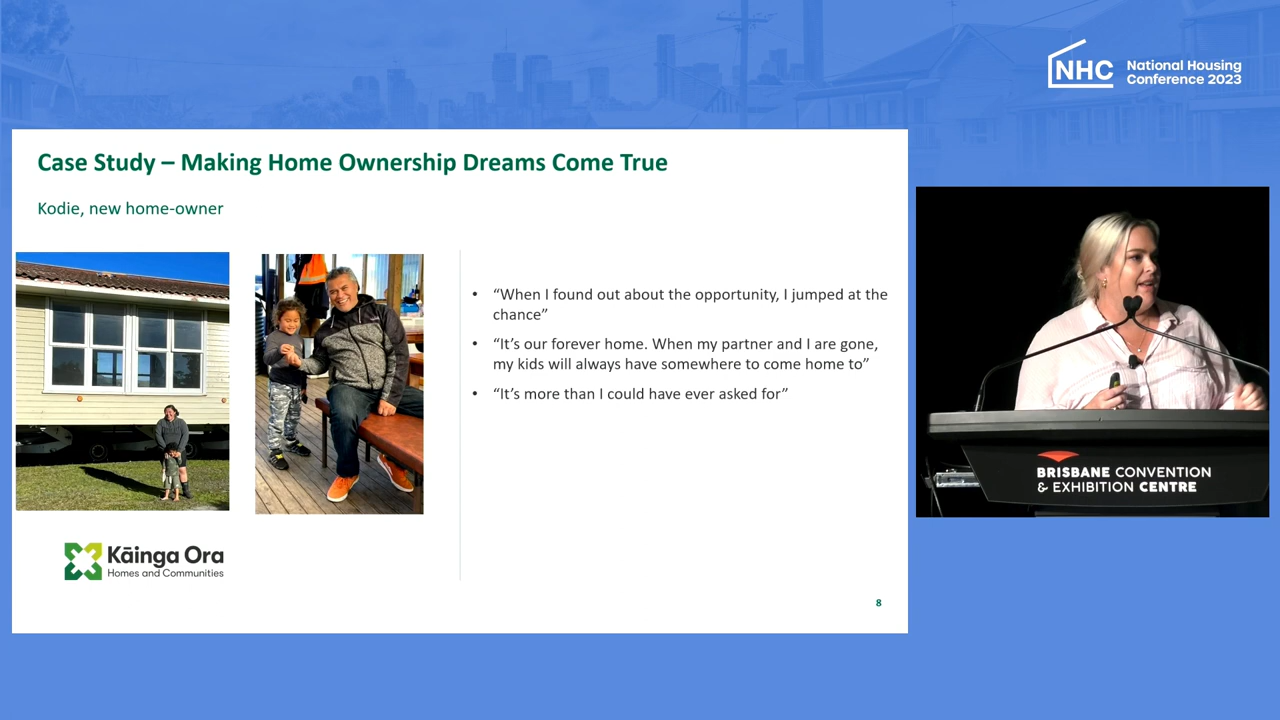 NHC
National Housing
Conference 2023
Case Study – Making Home Ownership Dreams Come True
Kodie, new home-owner
• “When I found out about the opportunity, I jumped at the
chance”
• “It’s our forever home. When my partner and I are gone,
my kids will always have somewhere to come home to”
• “It’s more than I could have ever asked for”
Kāinga Ora
Homes and Communities
8
BRISBANE CONVENTION
& EXHIBITION CENTRE